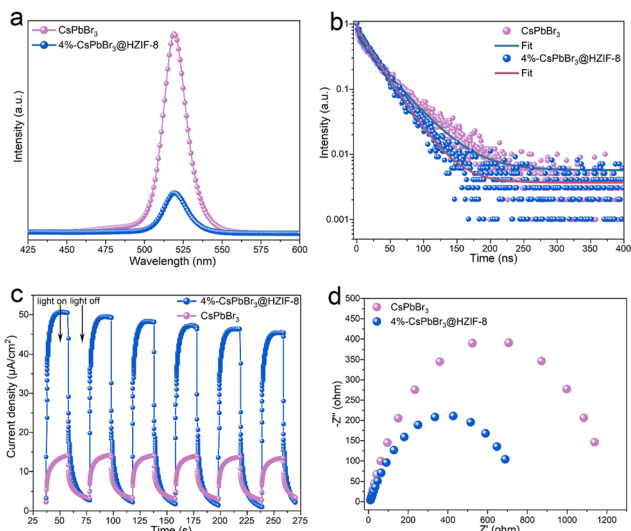 a
CsPbBr3
4%-CsPbBr3@HZIF-8
Intensity (a.u.)
425 450 475 500 525 550 575 600
Wavelength (nm)
b
CsPbBr3
Fit
4%-CsPbBr3@HZIF-8
Fit
1
0.1
0.01
0.001
Intensity (a.u.)
0 50 100 150 200 250 300 350 400
Time (ns)
c
light on light off
4%-CsPbBr3@HZIF-8
CsPbBr3
50
40
30
20
10
0
Current density (μA/cm²)
25 50 75 100 125 150 175 200 225 250 275
Time (s)
d
CsPbBr3
4%-CsPbBr3@HZIF-8
500
450
400
350
300
250
200
150
100
50
0
-Z'' (ohm)
0 200 400 600 800 1000 1200
Z' (ohm)